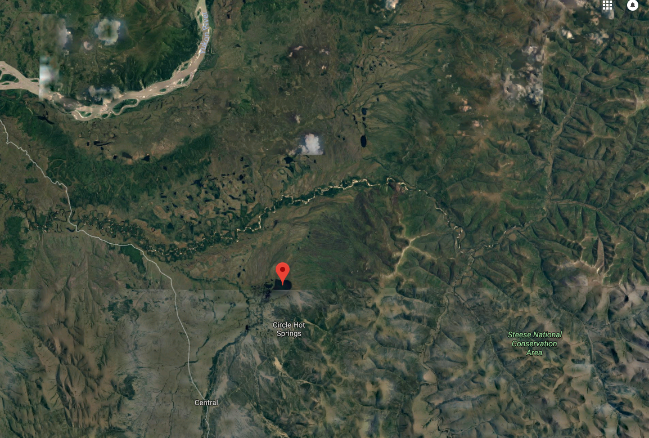 Circle Hot
Springs
Steese National
Conservation
Area
Central